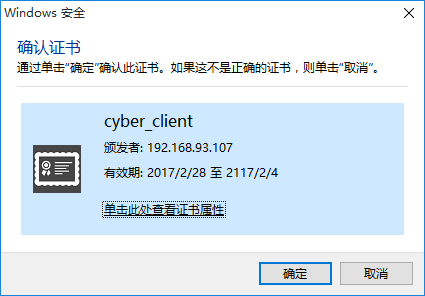 Windows 安全
确认证书
通过单击“确定”确认此证书。如果这不是正确的证书，则单击“取消”。
cyber_client
颁发者: 192.168.93.107
有效期: 2017/2/28 至 2117/2/4
单击此处查看证书属性
确定
取消